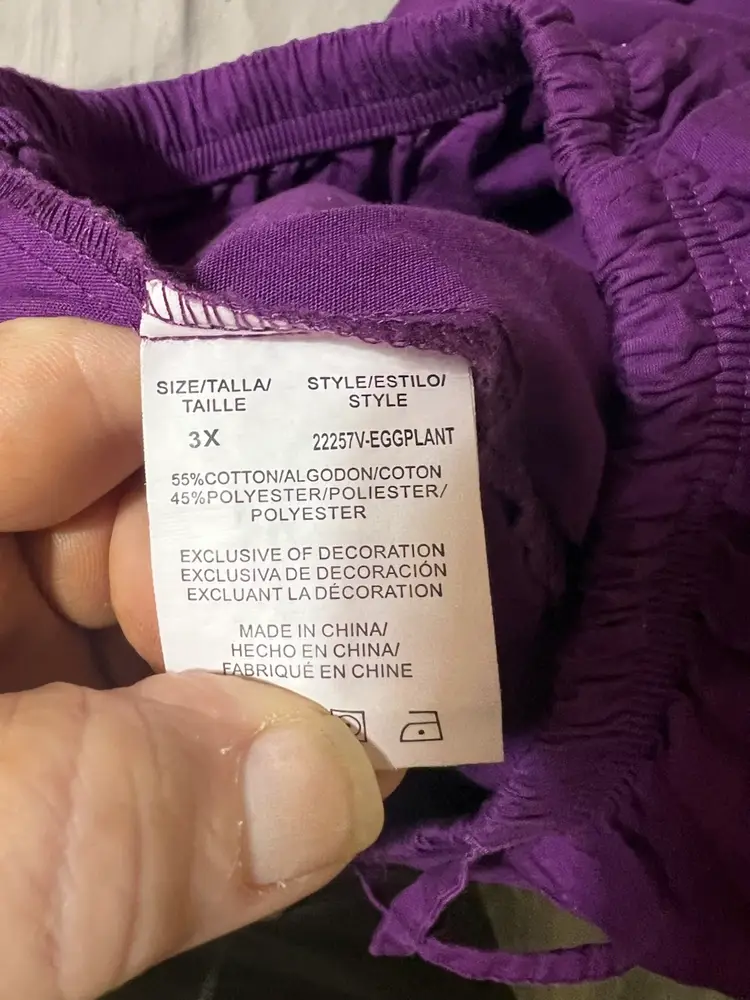 SIZE/TALLA/ STYLE/ESTILO/
TAILLE STYLE
3X 22257V-EGGPLANT
55%COTTON/ALGODON/COTON
45%POLYESTER/POLIESTER/
POLYESTER
EXCLUSIVE OF DECORATION
EXCLUSIVA DE DECORACIÓN
EXCLUANT LA DÉCORATION
MADE IN CHINA/
HECHO EN CHINA/
FABRIQUÉ EN CHINE